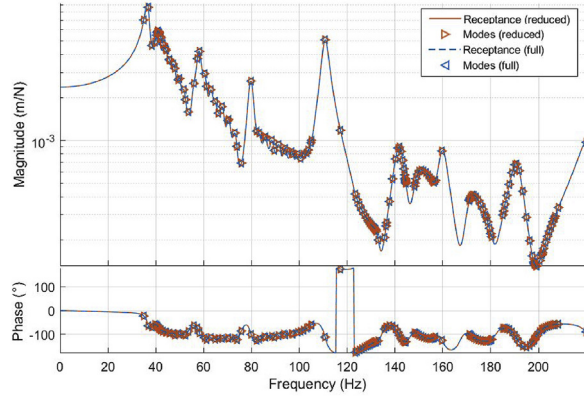 Receptance (reduced)
Modes (reduced)
Receptance (full)
Modes (full)
Magnitude (m/N)
10-3
Phase (°)
100
0
-100
0 20 40 60 80 100 120 140 160 180 200
Frequency (Hz)